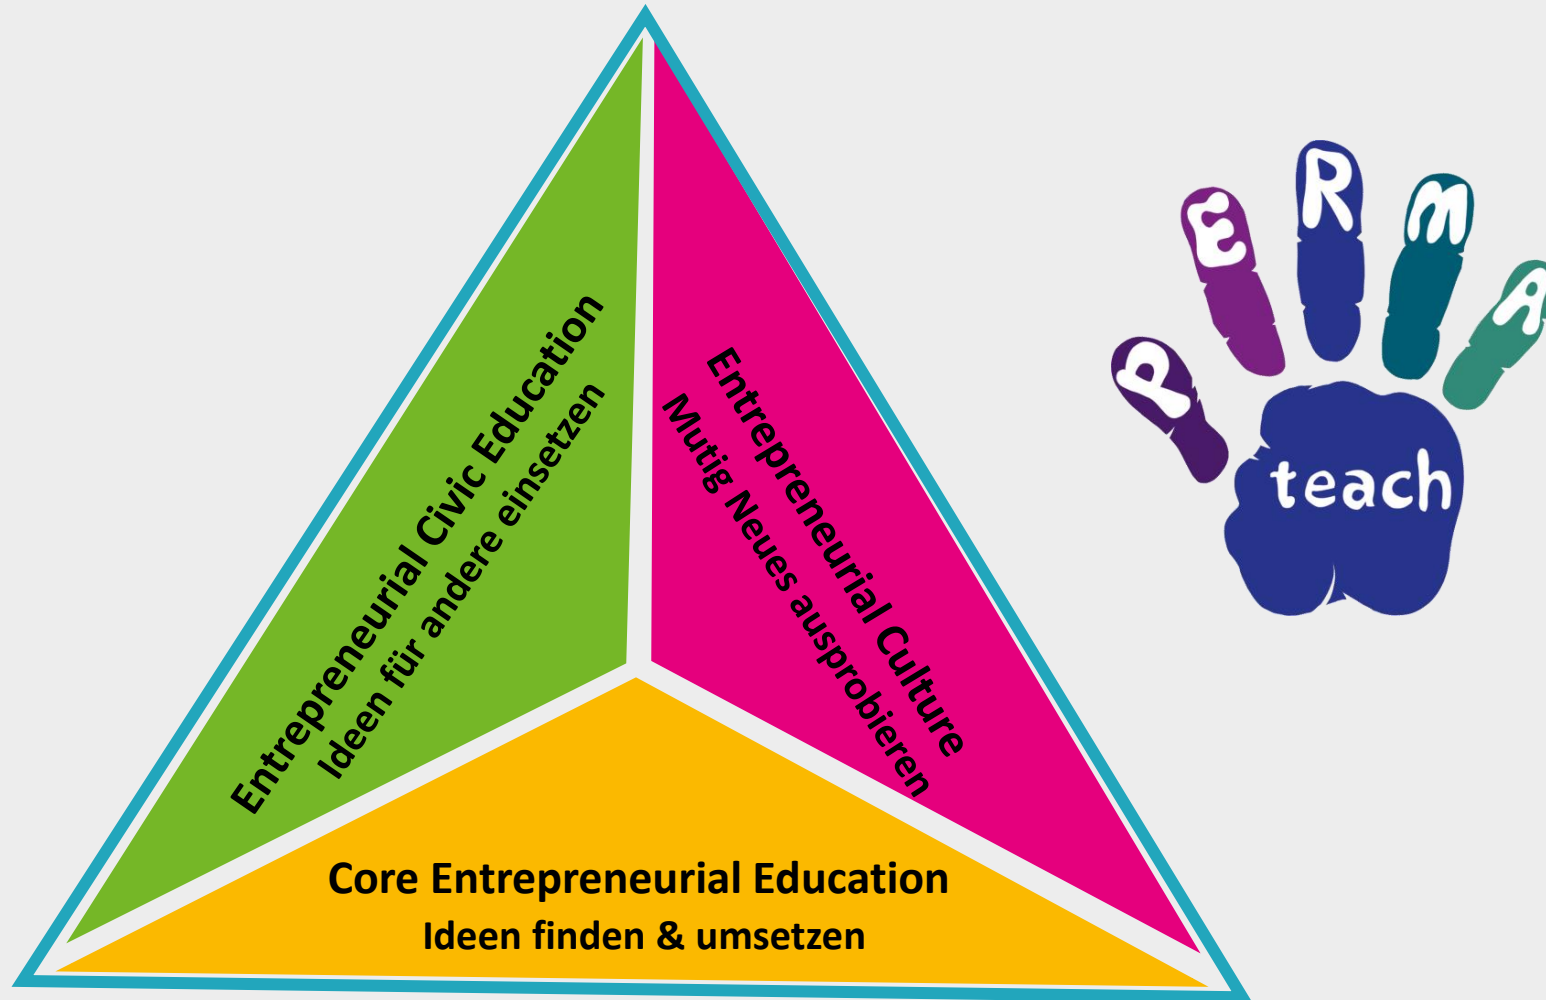 Entrepreneurial Civic Education
Ideen für andere einsetzen
Entrepreneurial Culture
Mutig Neues ausprobieren
Core Entrepreneurial Education
Ideen finden & umsetzen
PERMA
teach